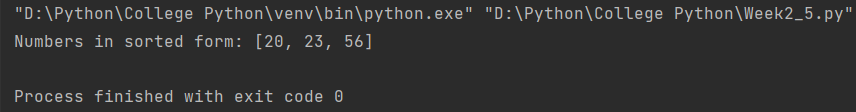 "D:\Python\College Python\venv\bin\python.exe" "D:\Python\College Python\Week2_5.py"
Numbers in sorted form: [20, 23, 56]
Process finished with exit code 0